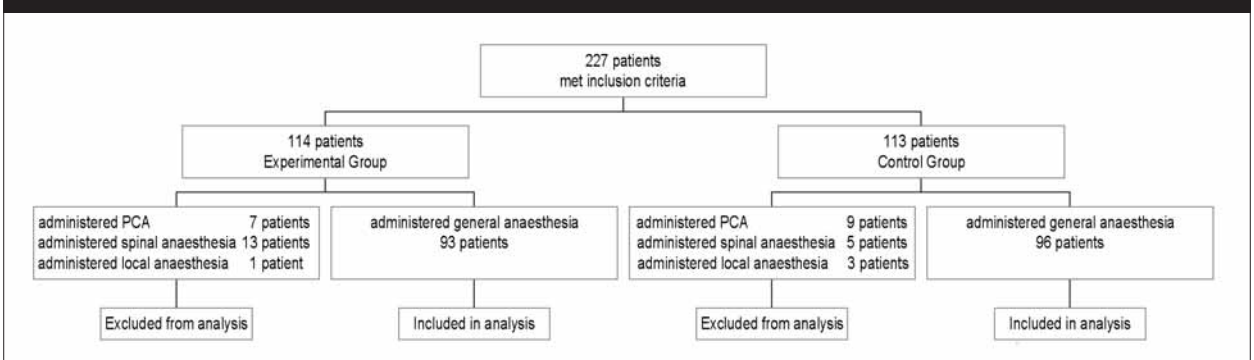 227 patients
met inclusion criteria
114 patients
Experimental Group
113 patients
Control Group
administered PCA 7 patients
administered spinal anaesthesia 13 patients
administered local anaesthesia 1 patient
administered general anaesthesia
93 patients
administered PCA 9 patients
administered spinal anaesthesia 5 patients
administered local anaesthesia 3 patients
administered general anaesthesia
96 patients
Excluded from analysis
Included in analysis
Excluded from analysis
Included in analysis